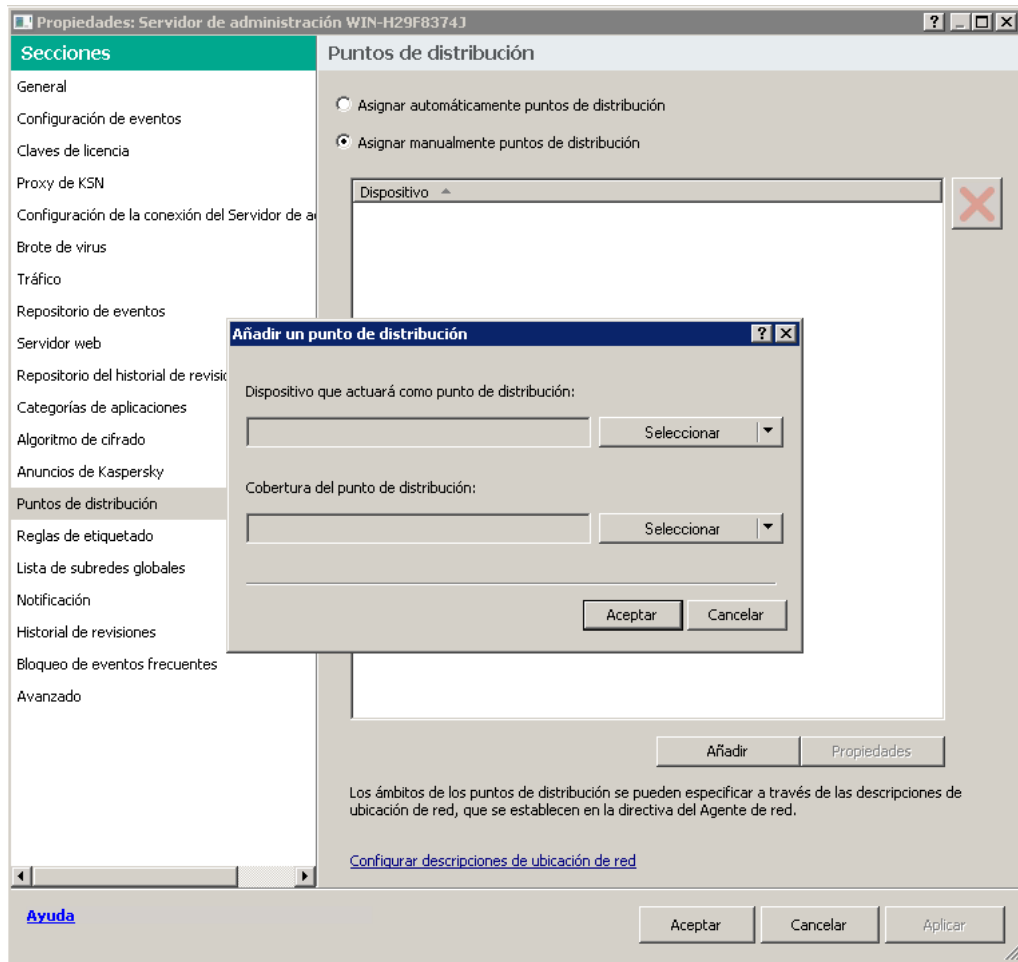 Propiedades: Servidor de administración WIN-H29F8374J
Secciones
General
Configuración de eventos
Claves de licencia
Proxy de KSN
Configuración de la conexión del Servidor de
Brote de virus
Tráfico
Repositorio de eventos
Servidor web
Repositorio del historial de
Categorías de aplicaciones
Algoritmo de cifrado
Anuncios de Kaspersky
Puntos de distribución
Reglas de etiquetado
Lista de subredes globales
Notificación
Historial de revisiones
Bloqueo de eventos frecuentes
Avanzado
Puntos de distribución
Asignar automáticamente puntos de distribución
Asignar manualmente puntos de distribución
Dispositivo
Añadir un punto de distribución
Dispositivo que actuará como punto de distribución:
Seleccionar
Cobertura del punto de distribución:
Seleccionar
Aceptar
Cancelar
Añadir
Propiedades
Los ámbitos de los puntos de distribución se pueden especificar a través de las descripciones de
ubicación de red, que se establecen en la directiva del Agente de red.
Configurar descripciones de ubicación de red
Ayuda
Aceptar
Cancelar
Aplicar